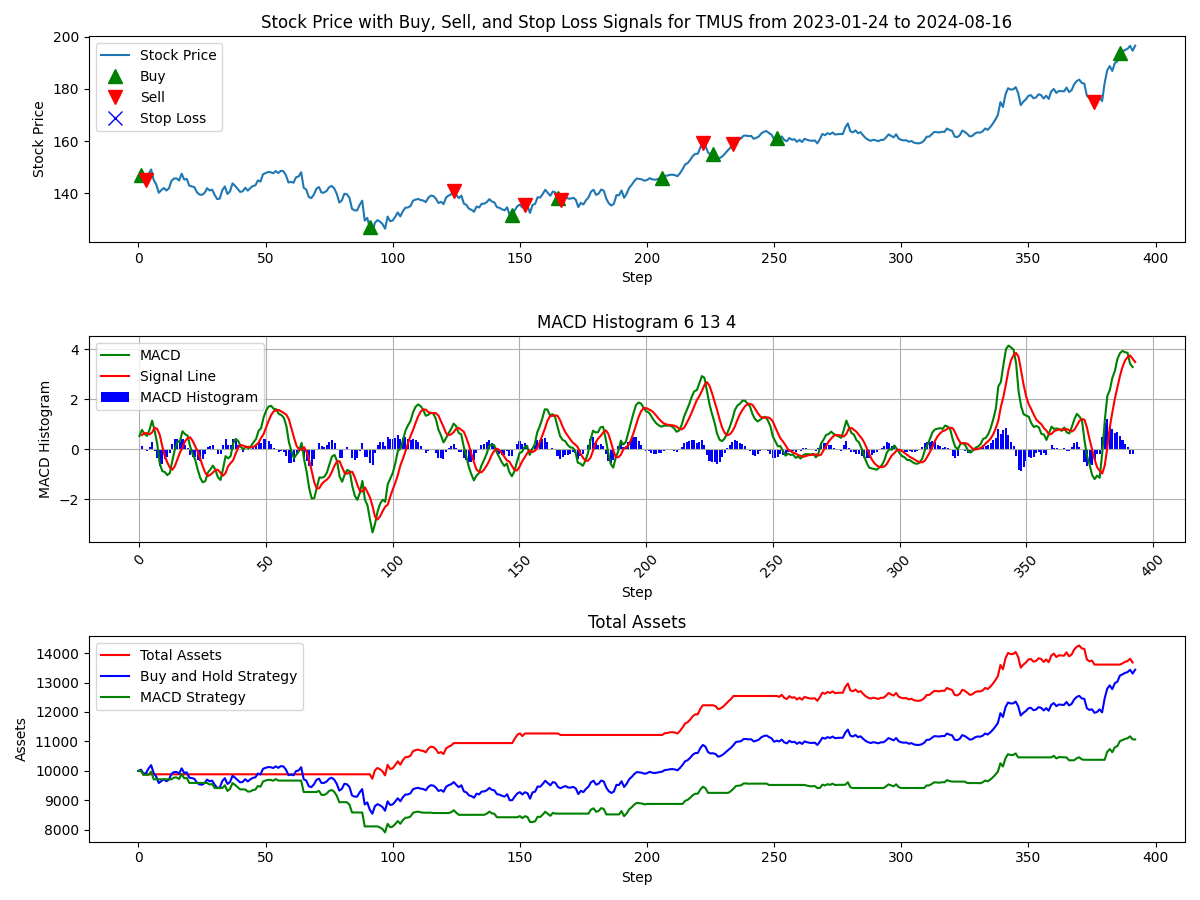 Stock Price with Buy, Sell, and Stop Loss Signals for TMUS from 2023-01-24 to 2024-08-16
200
180
160
140
Stock Price
Stock Price
Buy
Sell
Stop Loss
0 50 100 150 200 250 300 350 400
Step
MACD Histogram 6 13 4
4
2
0
−2
MACD Histogram
MACD
Signal Line
MACD Histogram
0 50 100 150 200 250 300 350 400
Step
Total Assets
14000
13000
12000
11000
10000
9000
8000
Assets
Total Assets
Buy and Hold Strategy
MACD Strategy
0 50 100 150 200 250 300 350 400
Step